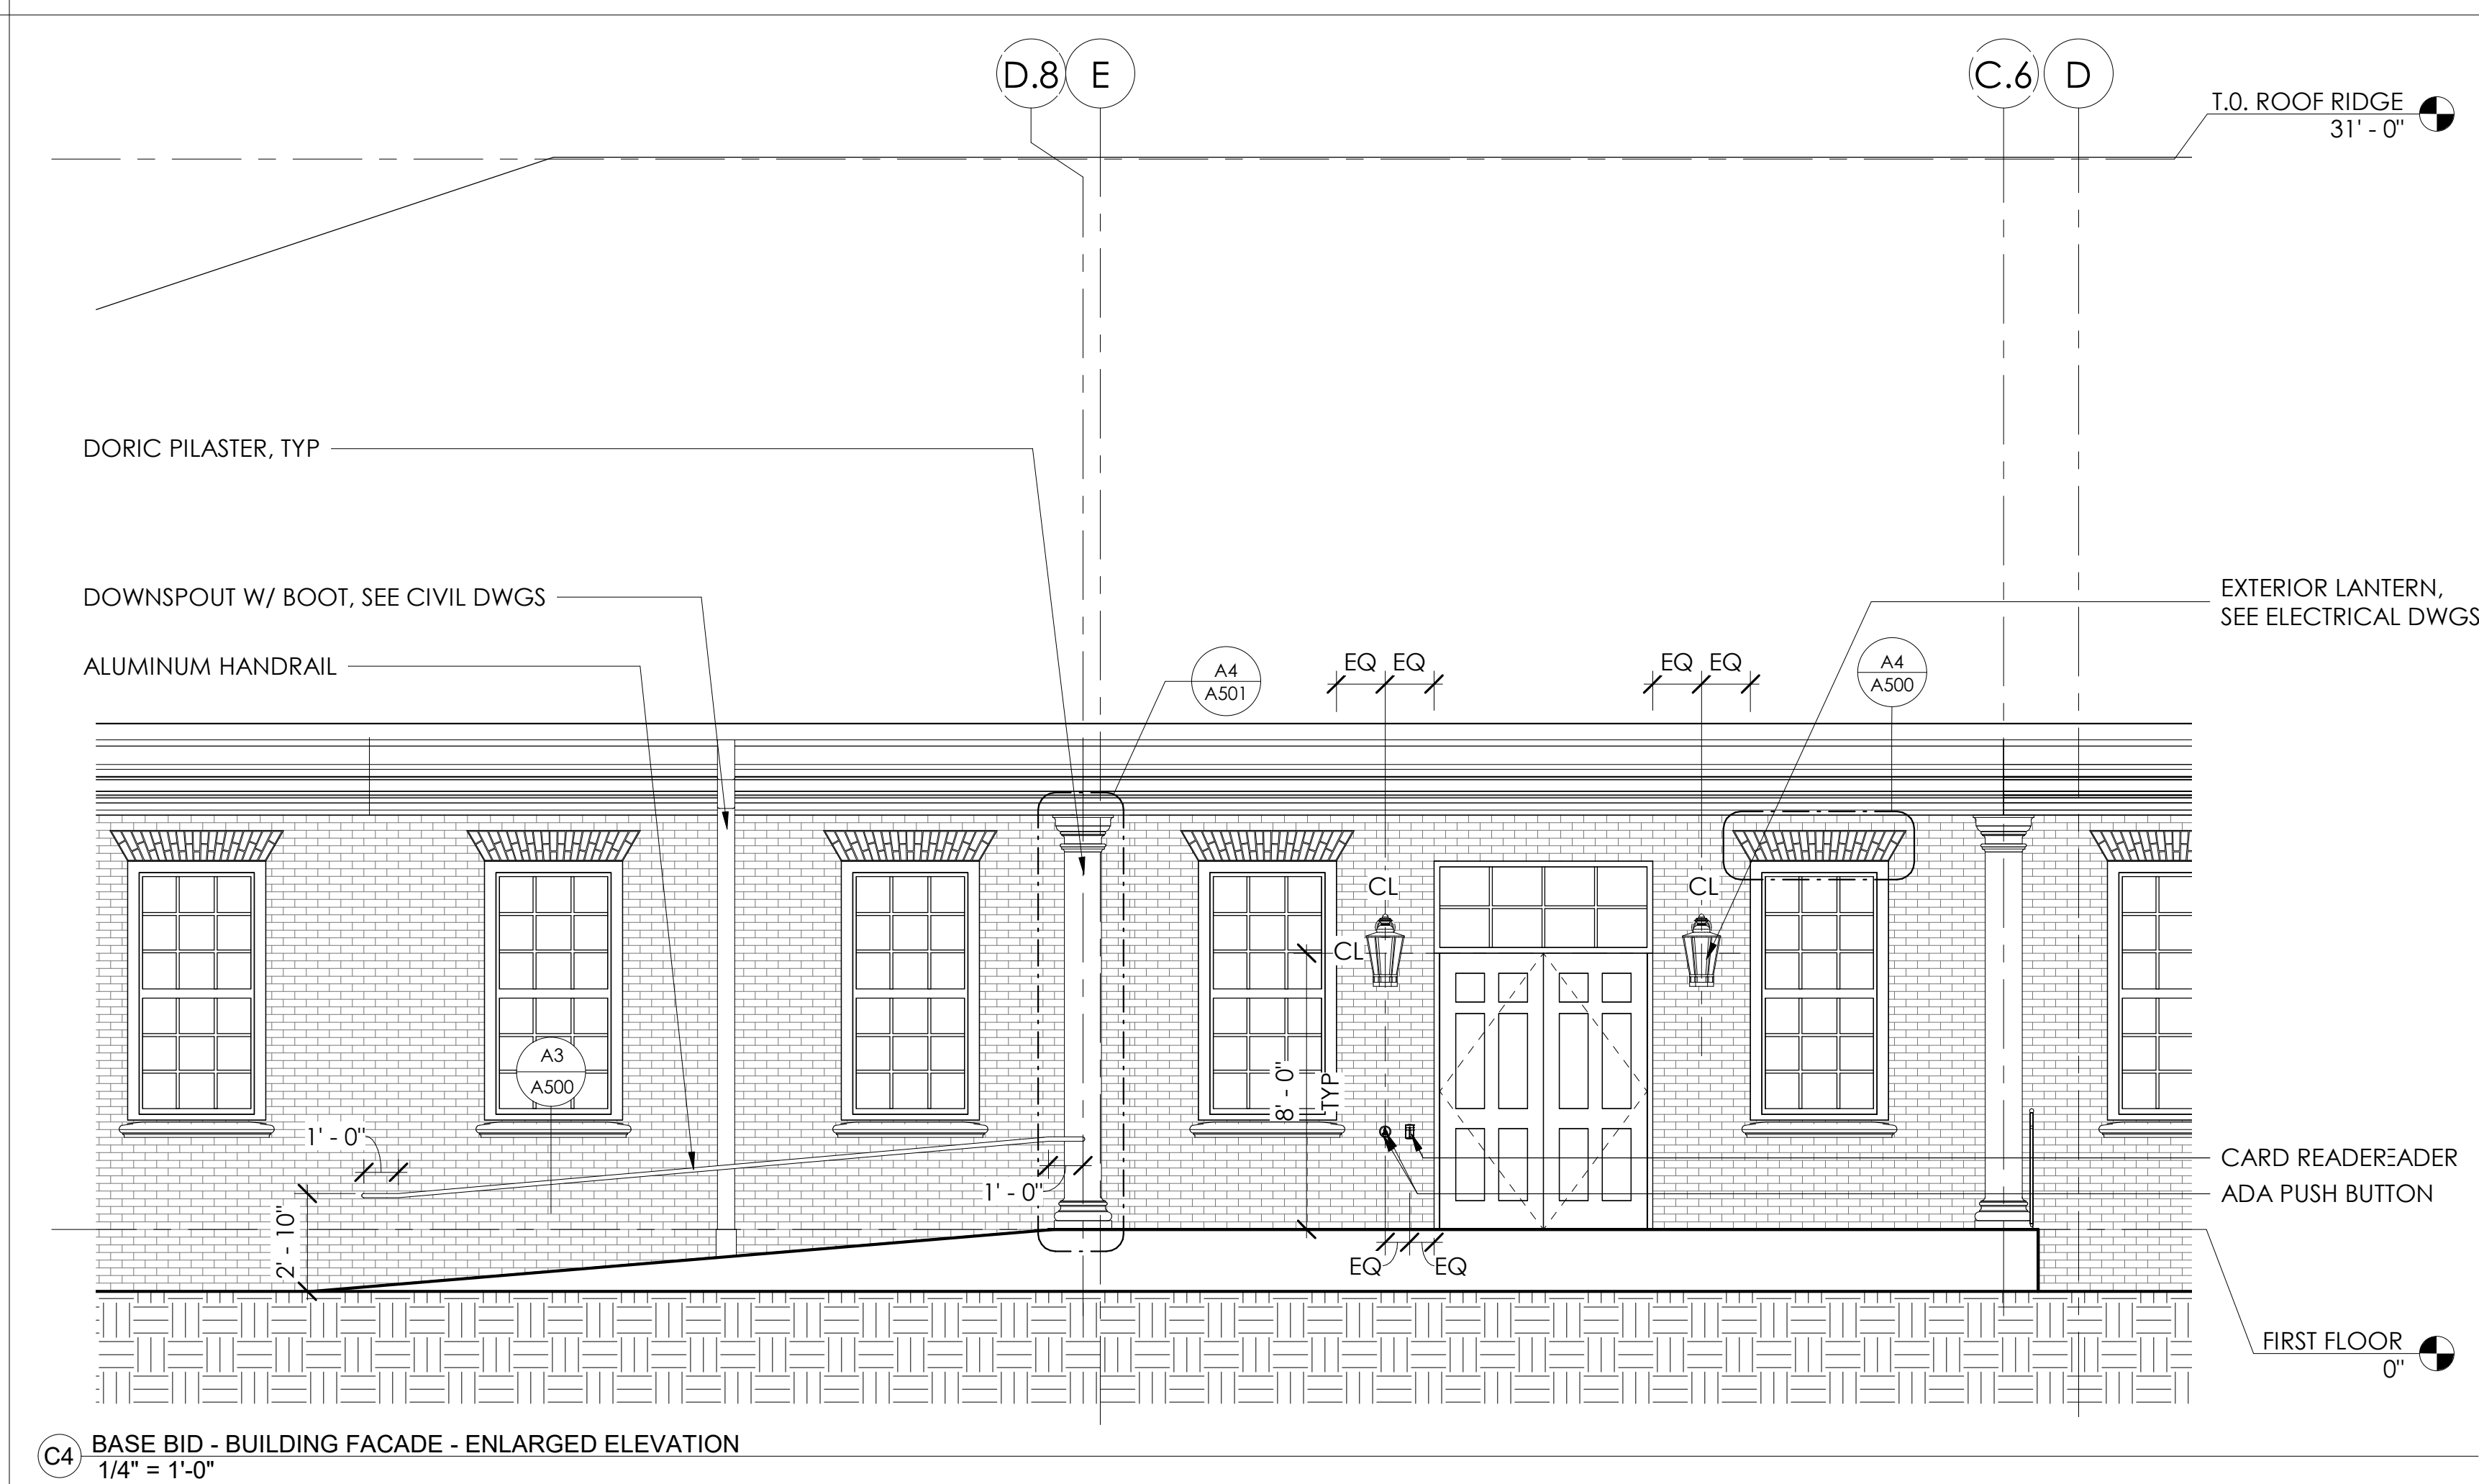 D.8
E
C.6
D
T.O. ROOF RIDGE
31' - 0"
DORIC PILASTER, TYP
DOWNSPOUT W/ BOOT, SEE CIVIL DWGS
EXTERIOR LANTERN,
SEE ELECTRICAL DWGS
ALUMINUM HANDRAIL
A4
A501
EQ
EQ
EQ
EQ
A4
A500
CL
CL
CL
A3
A500
8' - 0"
TYP
1' - 0"
1' - 0"
2' - 10"
CARD READER
ADA PUSH BUTTON
EQ
EQ
FIRST FLOOR
0"
C4
BASE BID - BUILDING FACADE - ENLARGED ELEVATION
1/4" = 1'-0"